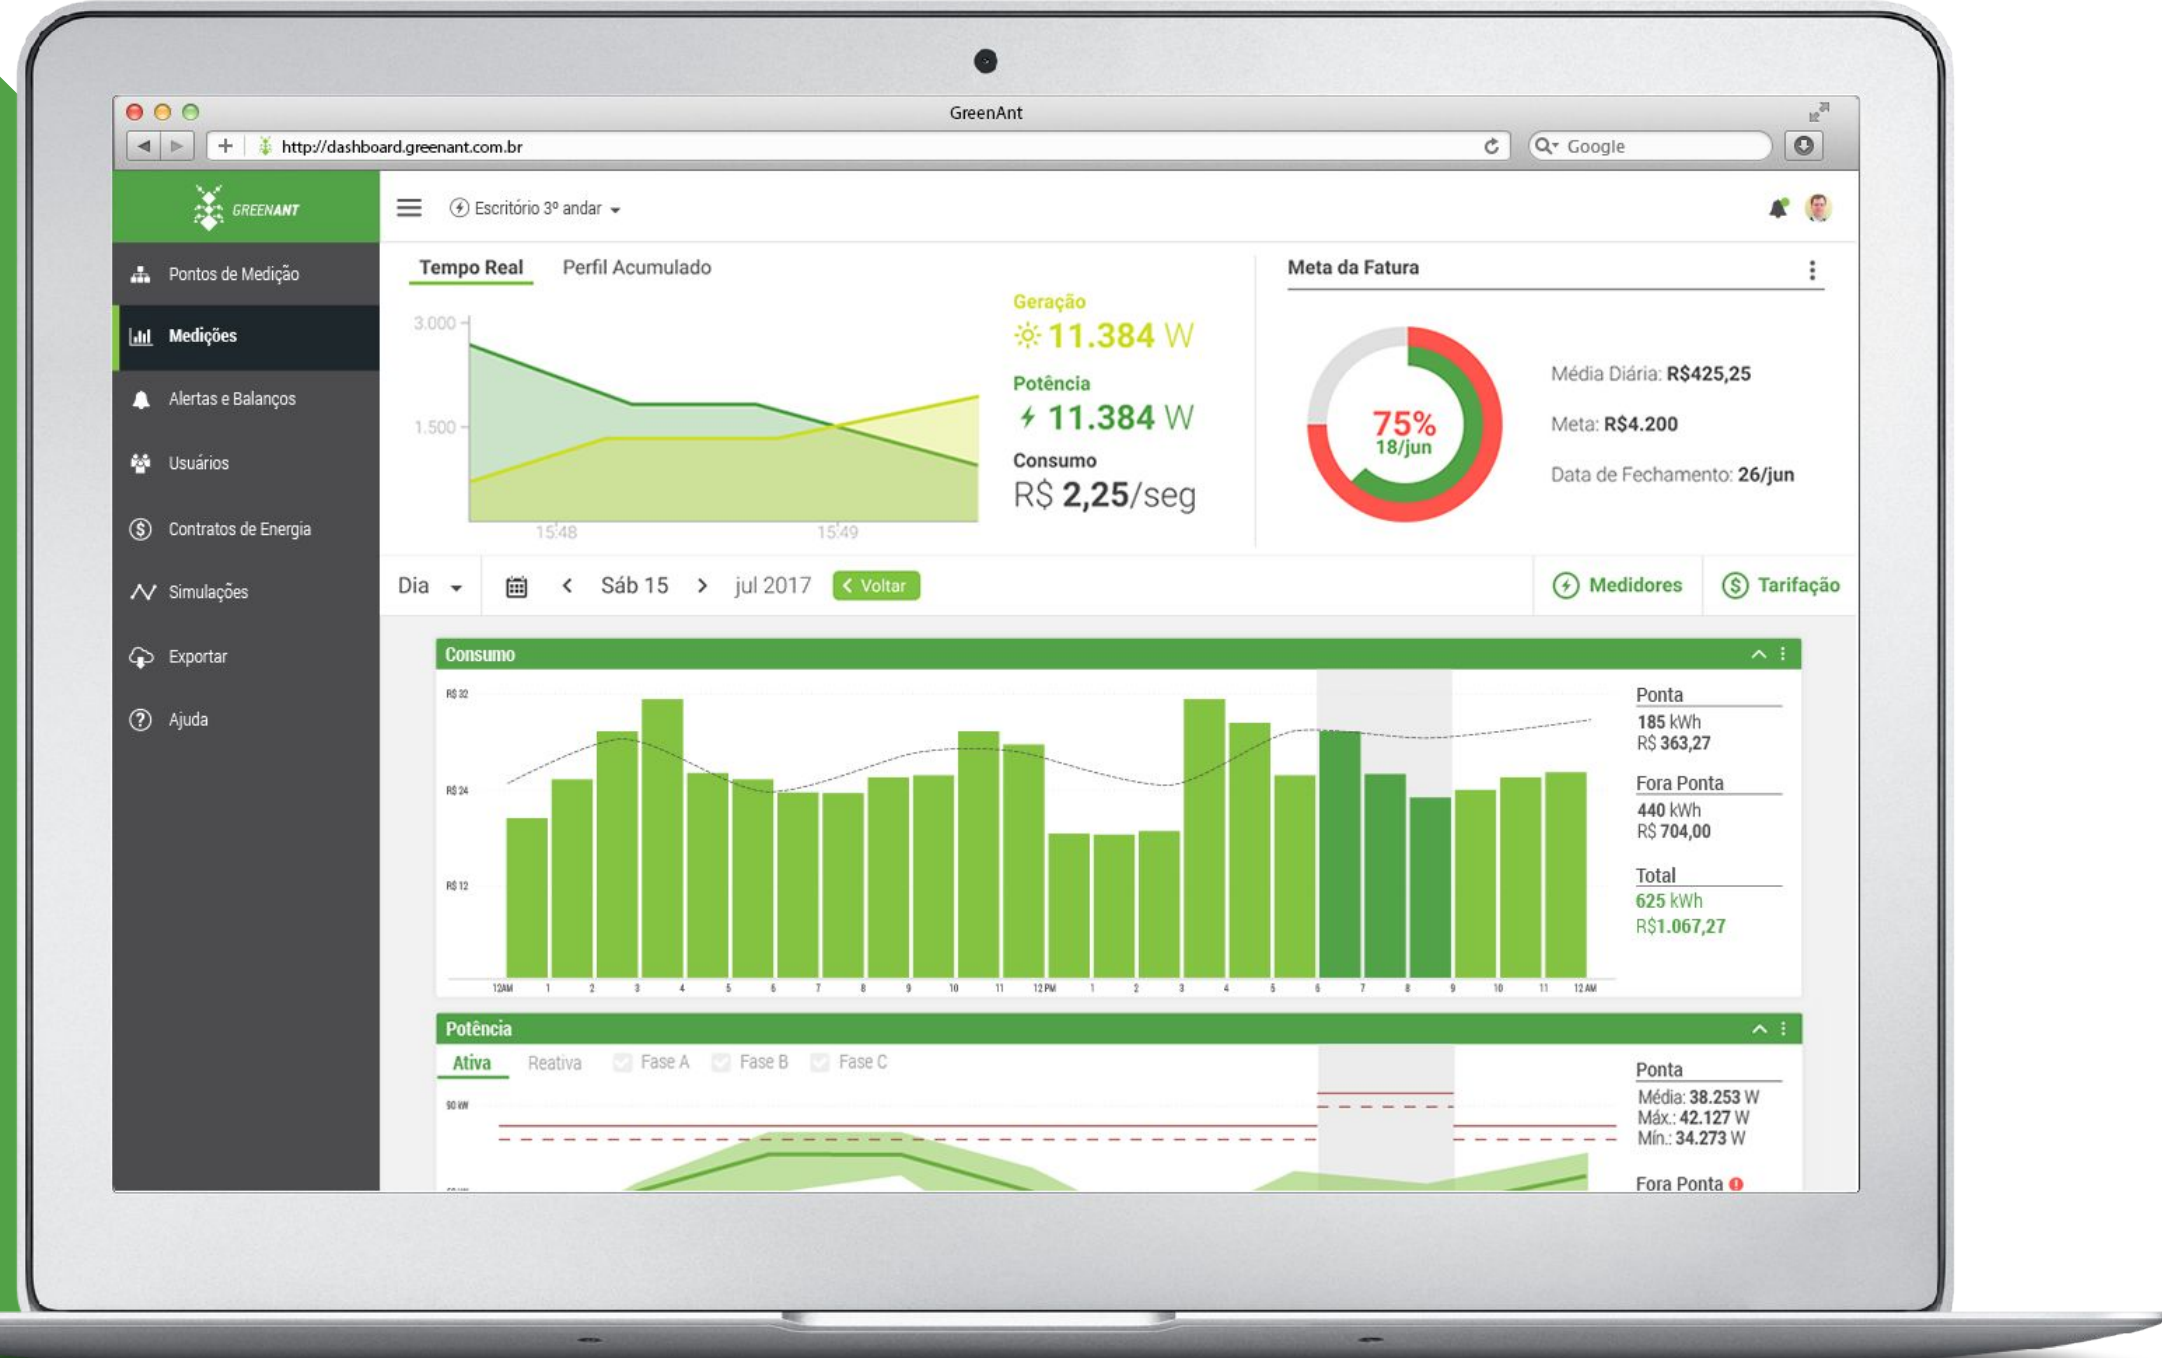 GreenAnt
http://dashboard.greenant.com.br
Google
GREENANT
Escritório 3º andar
Pontos de Medição
Medições
Alertas e Balanços
Usuários
Contratos de Energia
Simulações
Exportar
Ajuda
Tempo Real Perfil Acumulado
3.000
1.500
15:48 15:49
Geração
11.384 W
Potência
11.384 W
Consumo
R$ 2,25/seg
Meta da Fatura
75%
18/jun
Média Diária: R$425,25
Meta: R$4.200
Data de Fechamento: 26/jun
Dia Sáb 15 jul 2017 Voltar Medidores Tarifação
Consumo
R$ 32
R$ 24
R$ 12
12AM 1 2 3 4 5 6 7 8 9 10 11 12 PM 1 2 3 4 5 6 7 8 9 10 11 12 AM
Ponta
185 kWh
R$ 363,27
Fora Ponta
440 kWh
R$ 704,00
Total
625 kWh
R$1.067,27
Potência
Ativa Reativa Fase A Fase B Fase C
90 kW
Ponta
Média: 38.253 W
Máx.: 42.127 W
Mín.: 34.273 W
Fora Ponta